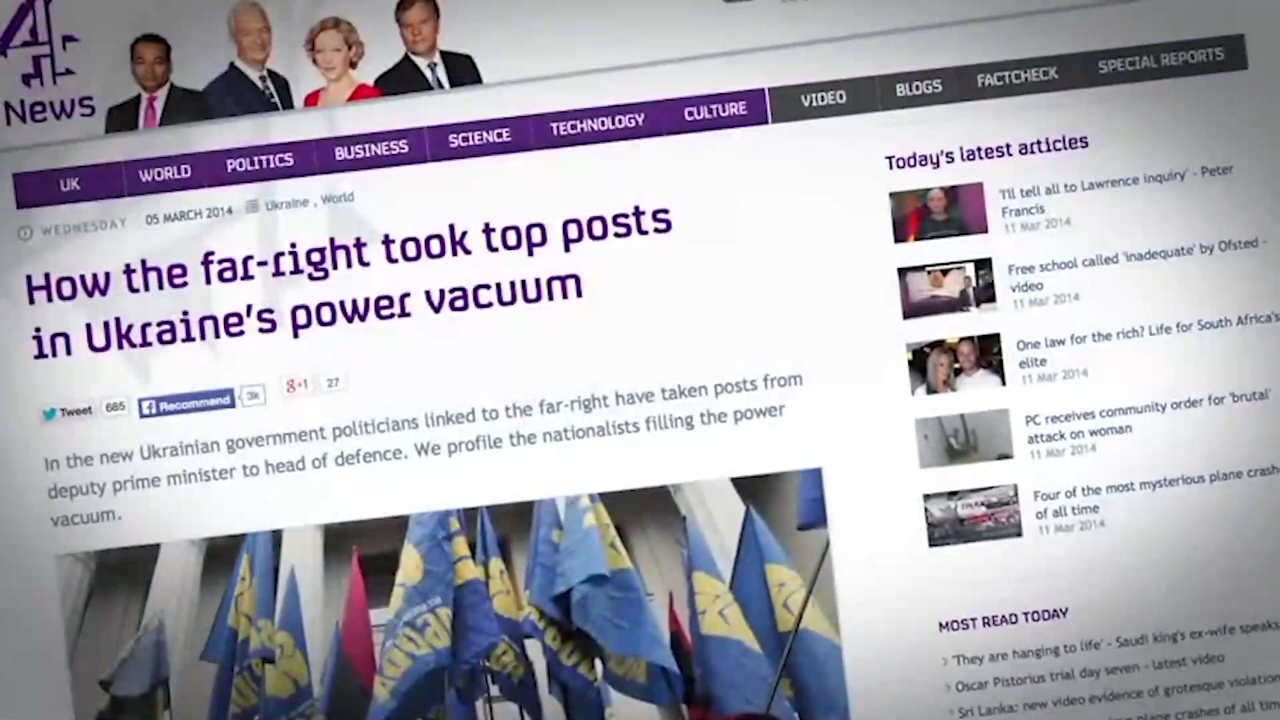 4
News
UK
WORLD
POLITICS
BUSINESS
SCIENCE
TECHNOLOGY
CULTURE
VIDEO
BLOGS
FACTCHECK
SPECIAL REPORTS
WEDNESDAY 05 MARCH 2014 Ukraine , World
How the far-right took top posts
in Ukraine's power vacuum
Tweet 665 Recommend 3k g+1 27
In the new Ukrainian government politicians linked to the far-right have taken posts from
deputy prime minister to head of defence. We profile the nationalists filling the power
vacuum.
Today's latest articles
'I'll tell all to Lawrence inquiry' - Peter
Francis
11 Mar 2014
Free school called 'inadequate' by Ofsted -
video
11 Mar 2014
One law for the rich? Life for South Africa's
elite
11 Mar 2014
PC receives community order for 'brutal'
attack on woman
11 Mar 2014
Four of the most mysterious plane crash
of all time
11 Mar 2014
MOST READ TODAY
› 'They are hanging to life' - Saudi king's ex-wife speaks
› Oscar Pistorius trial day seven - latest video
› Sri Lanka: new video evidence of grotesque violation
plane crashes of all tim